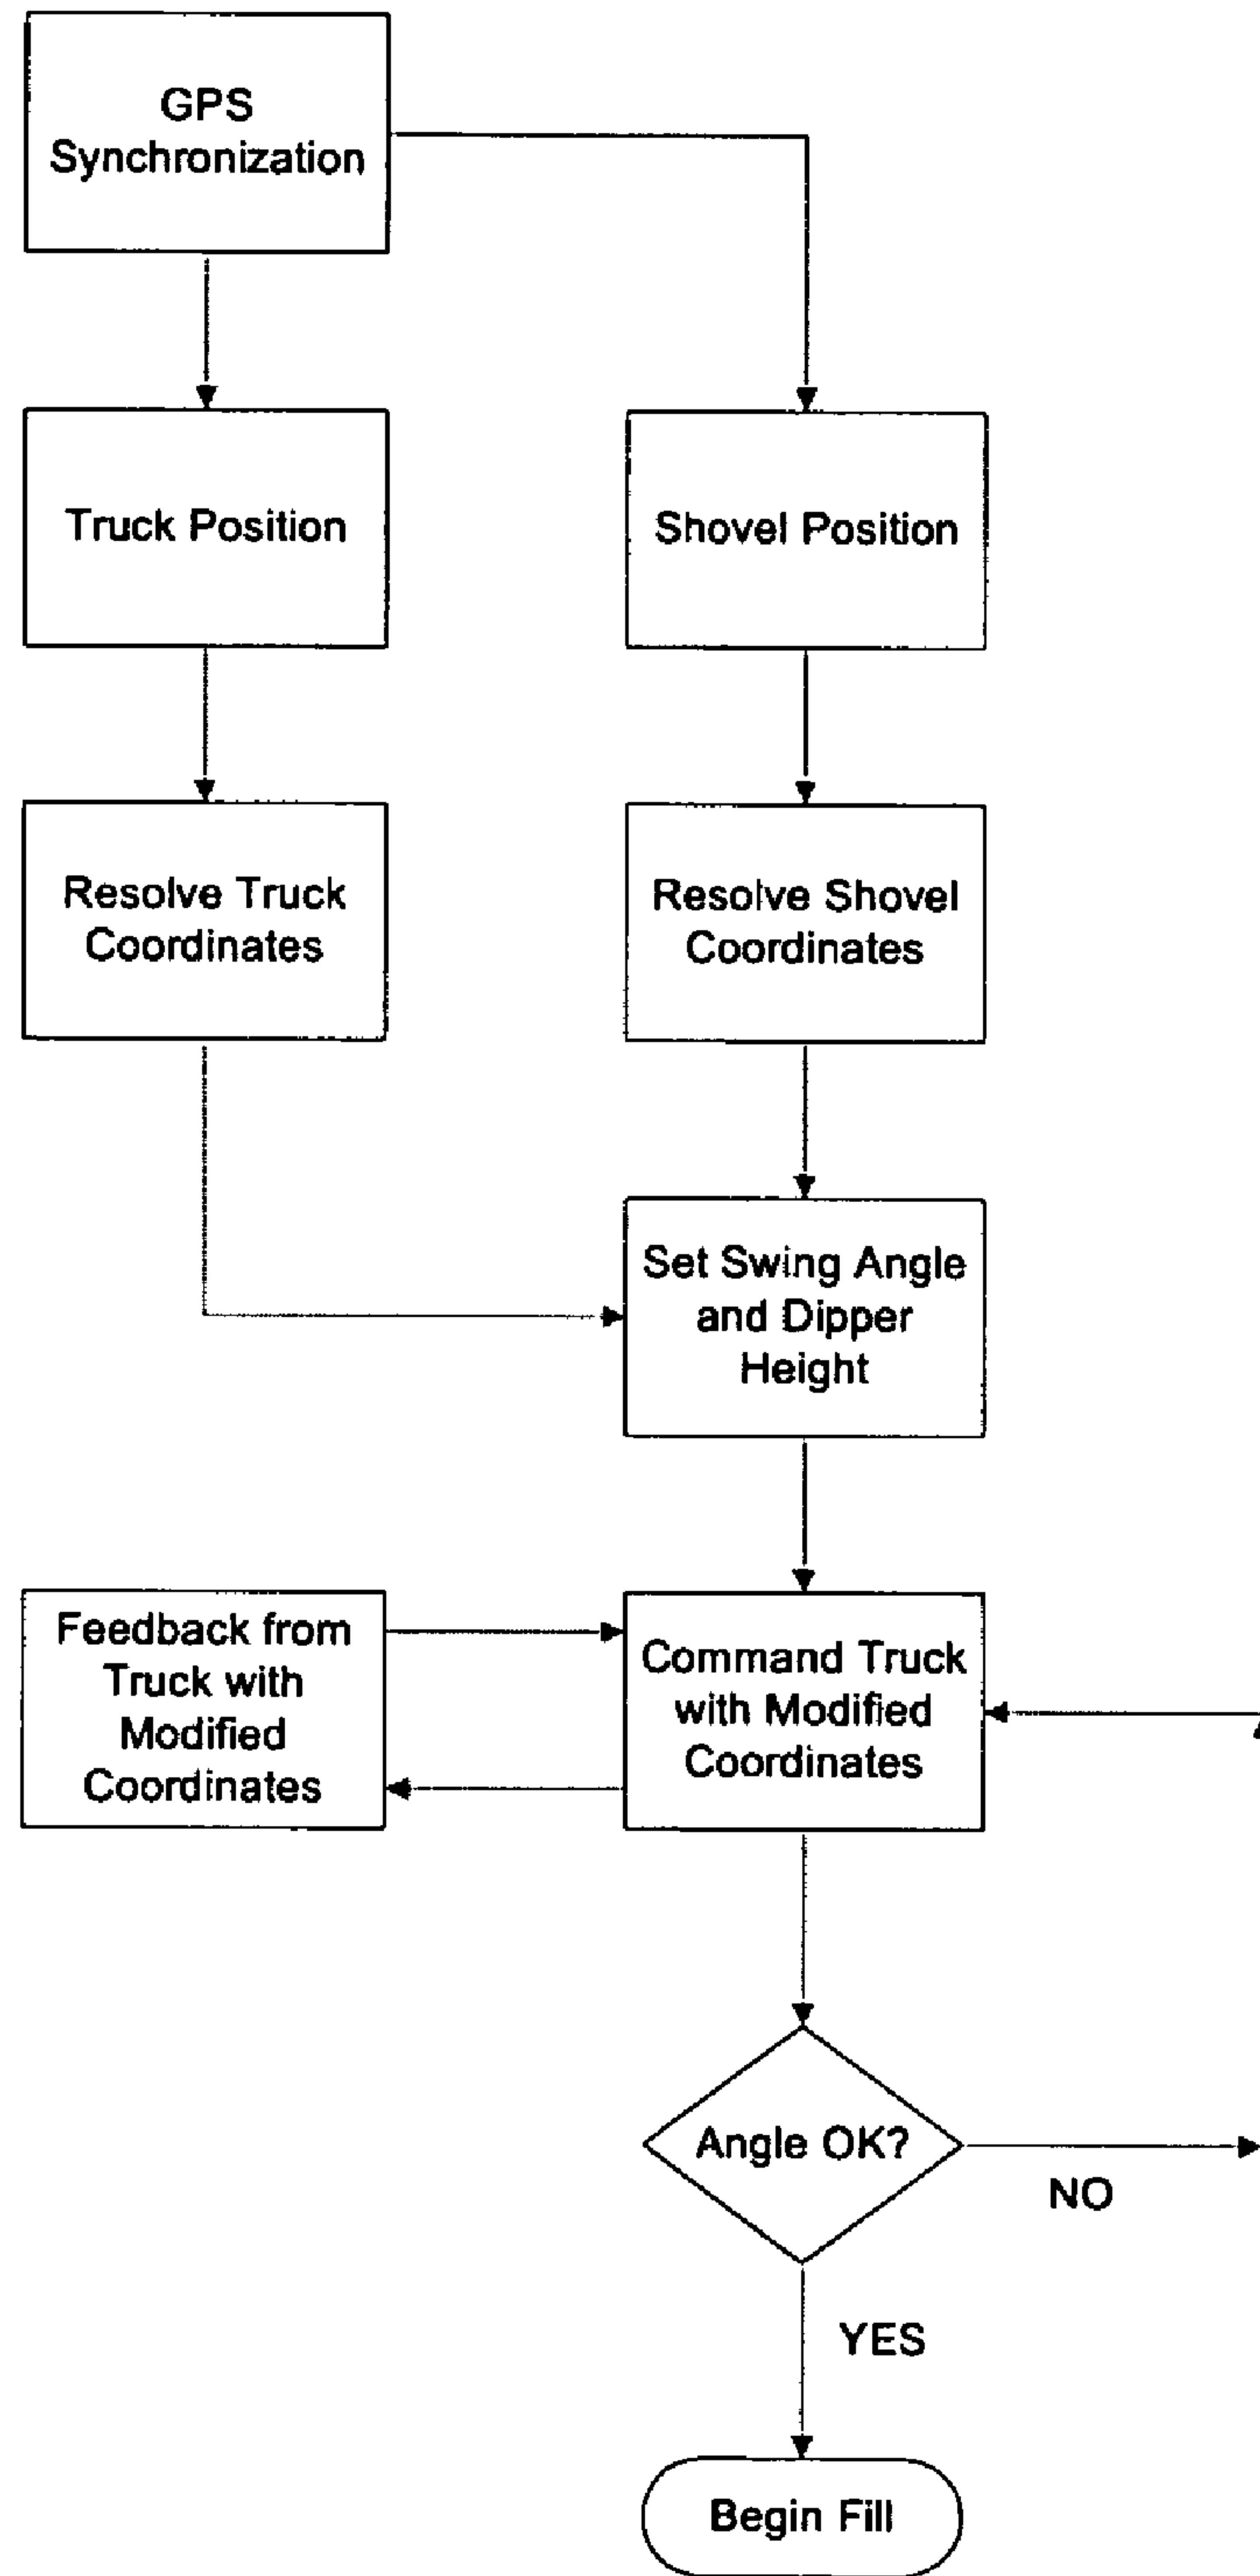 GPS
Synchronization
Truck Position
Shovel Position
Resolve Truck
Coordinates
Resolve Shovel
Coordinates
Set Swing Angle
and Dipper
Height
Feedback from
Truck with
Modified
Coordinates
Command Truck
with Modified
Coordinates
Angle OK?
NO
YES
Begin Fill